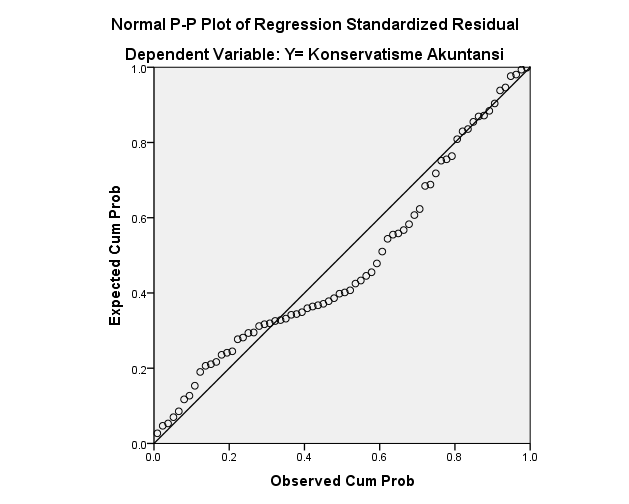 Normal P-P Plot of Regression Standardized Residual
Dependent Variable: Y= Konservatisme Akuntansi
Expected Cum Prob
1.0
0.8
0.6
0.4
0.2
0.0
0.0 0.2 0.4 0.6 0.8 1.0
Observed Cum Prob